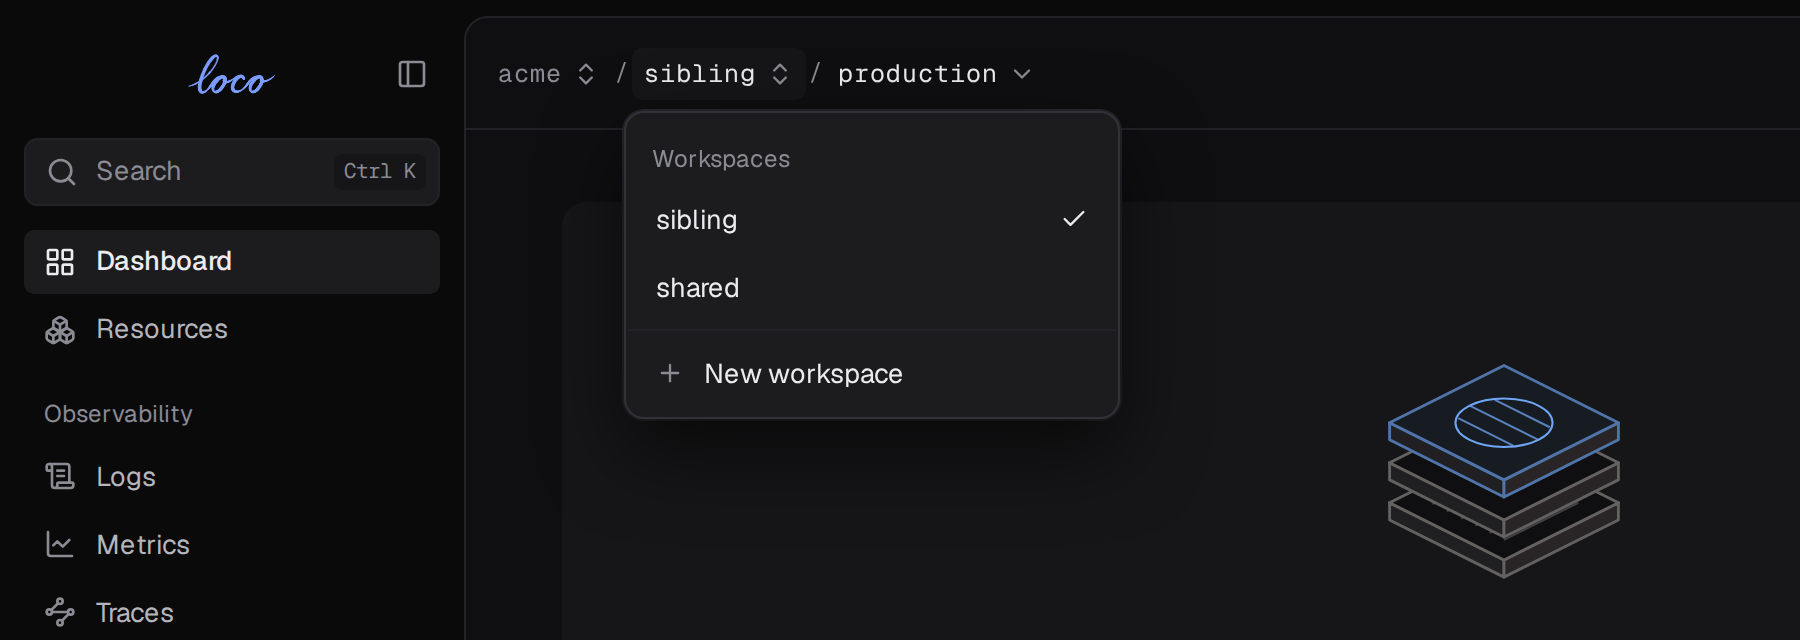 loco
acme / sibling / production
Search Ctrl K
Workspaces
sibling
shared
New workspace
Dashboard
Resources
Observability
Logs
Metrics
Traces